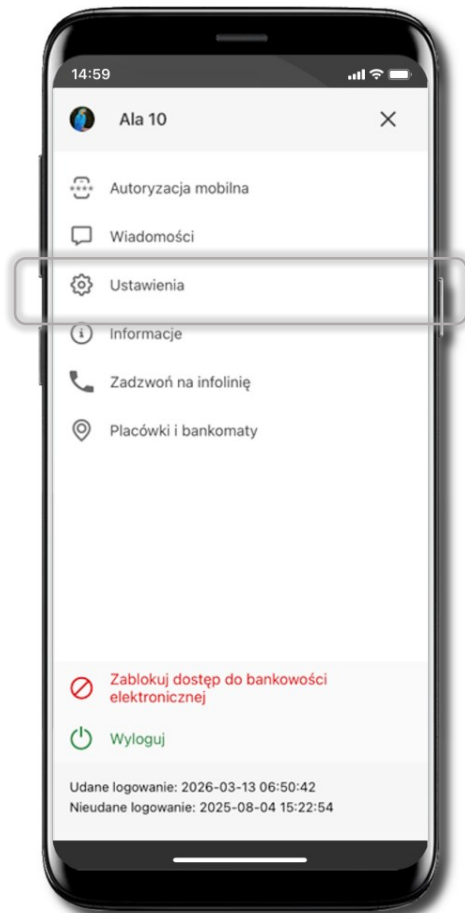 14:59
Ala 10
Autoryzacja mobilna
Wiadomości
Ustawienia
Informacje
Zadzwoń na infolinię
Placówki i bankomaty
Zablokuj dostęp do bankowości
elektronicznej
Wyloguj
Udane logowanie: 2026-03-13 06:50:42
Nieudane logowanie: 2025-08-04 15:22:54